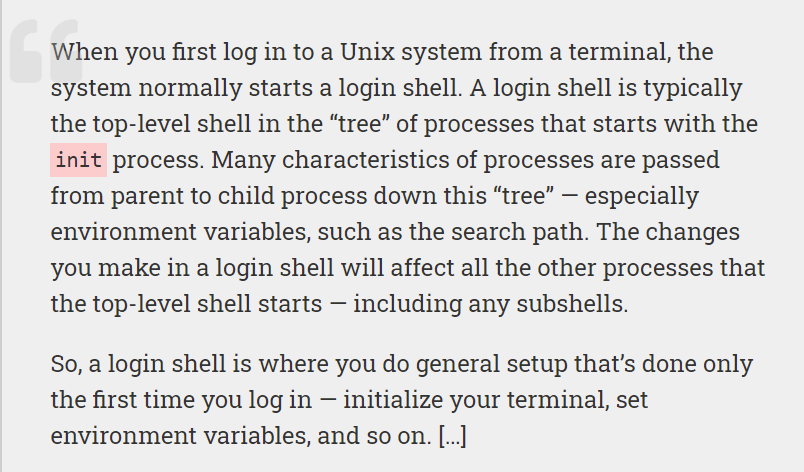 When you first log in to a Unix system from a terminal, the
system normally starts a login shell. A login shell is typically
the top-level shell in the “tree” of processes that starts with the
init process. Many characteristics of processes are passed
from parent to child process down this “tree” — especially
environment variables, such as the search path. The changes
you make in a login shell will affect all the other processes that
the top-level shell starts — including any subshells.
So, a login shell is where you do general setup that’s done only
the first time you log in — initialize your terminal, set
environment variables, and so on. […]